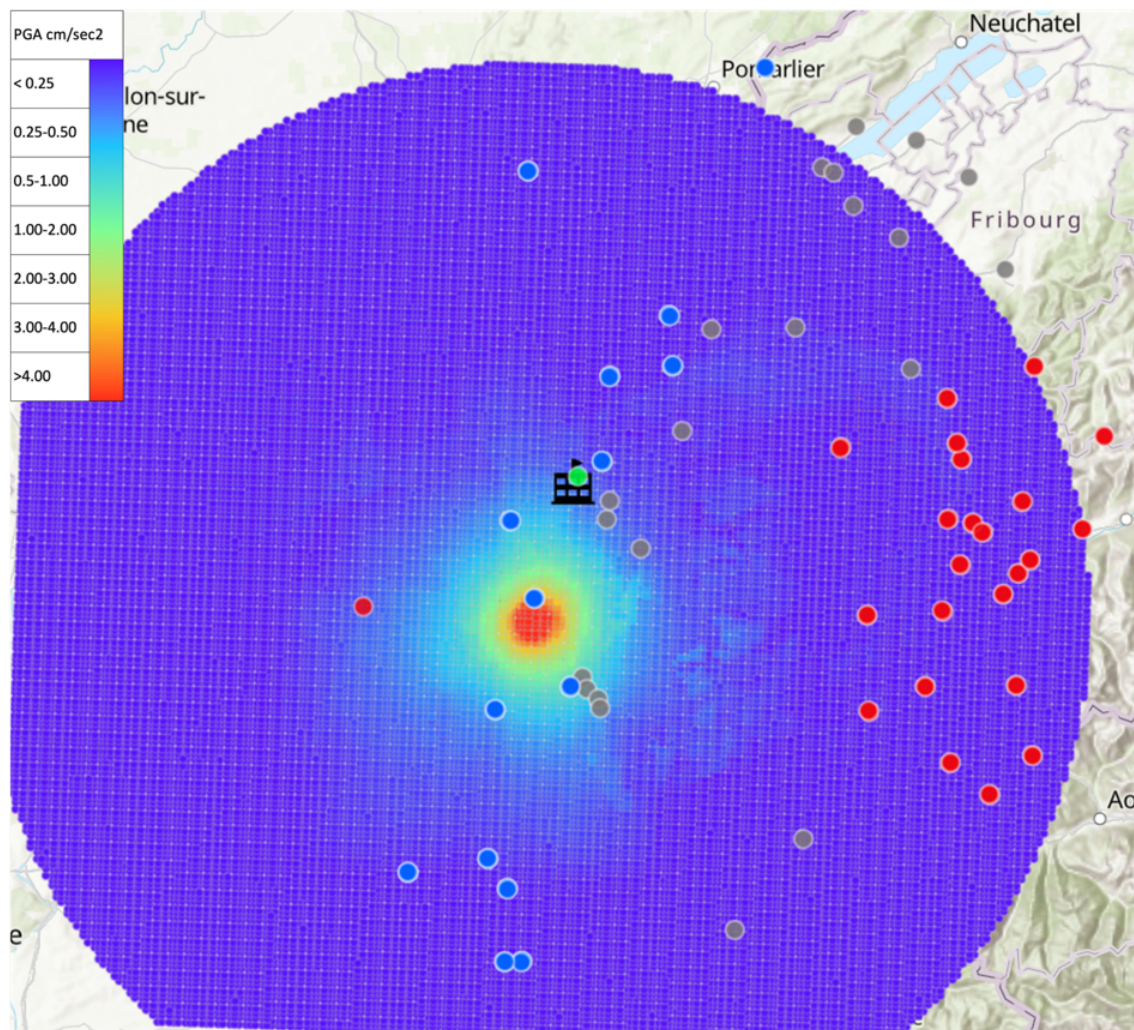 PGA cm/sec2
< 0.25
0.25-0.50
0.5-1.00
1.00-2.00
2.00-3.00
3.00-4.00
>4.00
Neuchatel
lon-sur-
ne
Fribourg
Ao
e